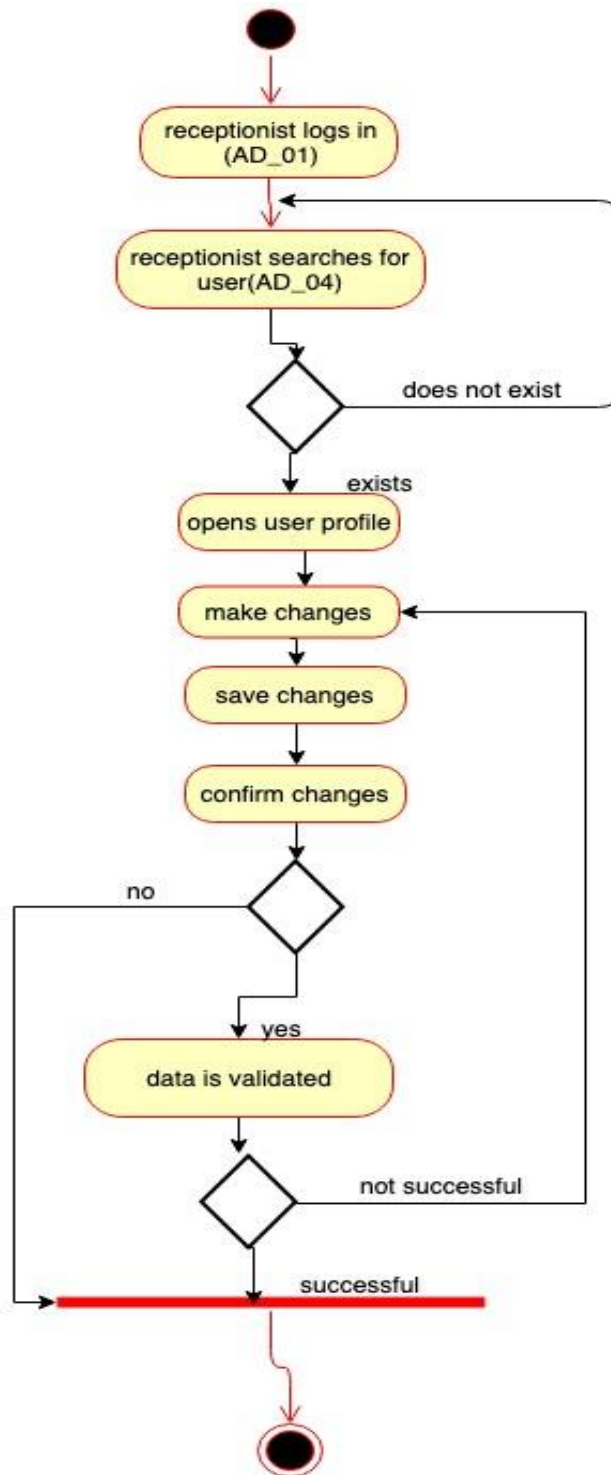 receptionist logs in
(AD_01)
receptionist searches for
user(AD_04)
does not exist
exists
opens user profile
make changes
save changes
confirm changes
no
yes
data is validated
not successful
successful